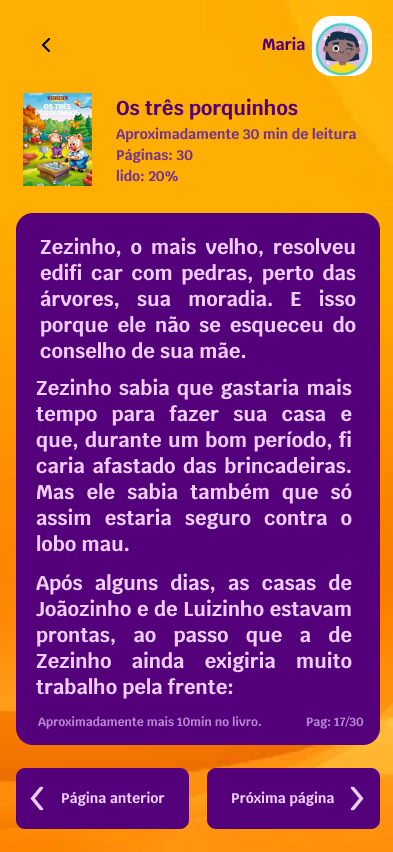 Maria
OS TRÊS
PORQUINHOS
Os três porquinhos
Aproximadamente 30 min de leitura
Páginas: 30
lido: 20%
Zezinho, o mais velho, resolveu
edifi car com pedras, perto das
árvores, sua moradia. E isso
porque ele não se esqueceu do
conselho de sua mãe.
Zezinho sabia que gastaria mais
tempo para fazer sua casa e
que, durante um bom período, fi
caria afastado das brincadeiras.
Mas ele sabia também que só
assim estaria seguro contra o
lobo mau.
Após alguns dias, as casas de
Joãozinho e de Luizinho estavam
prontas, ao passo que a de
Zezinho ainda exigiria muito
trabalho pela frente:
Aproximadamente mais 10min no livro.
Pag: 17/30
Página anterior
Próxima página